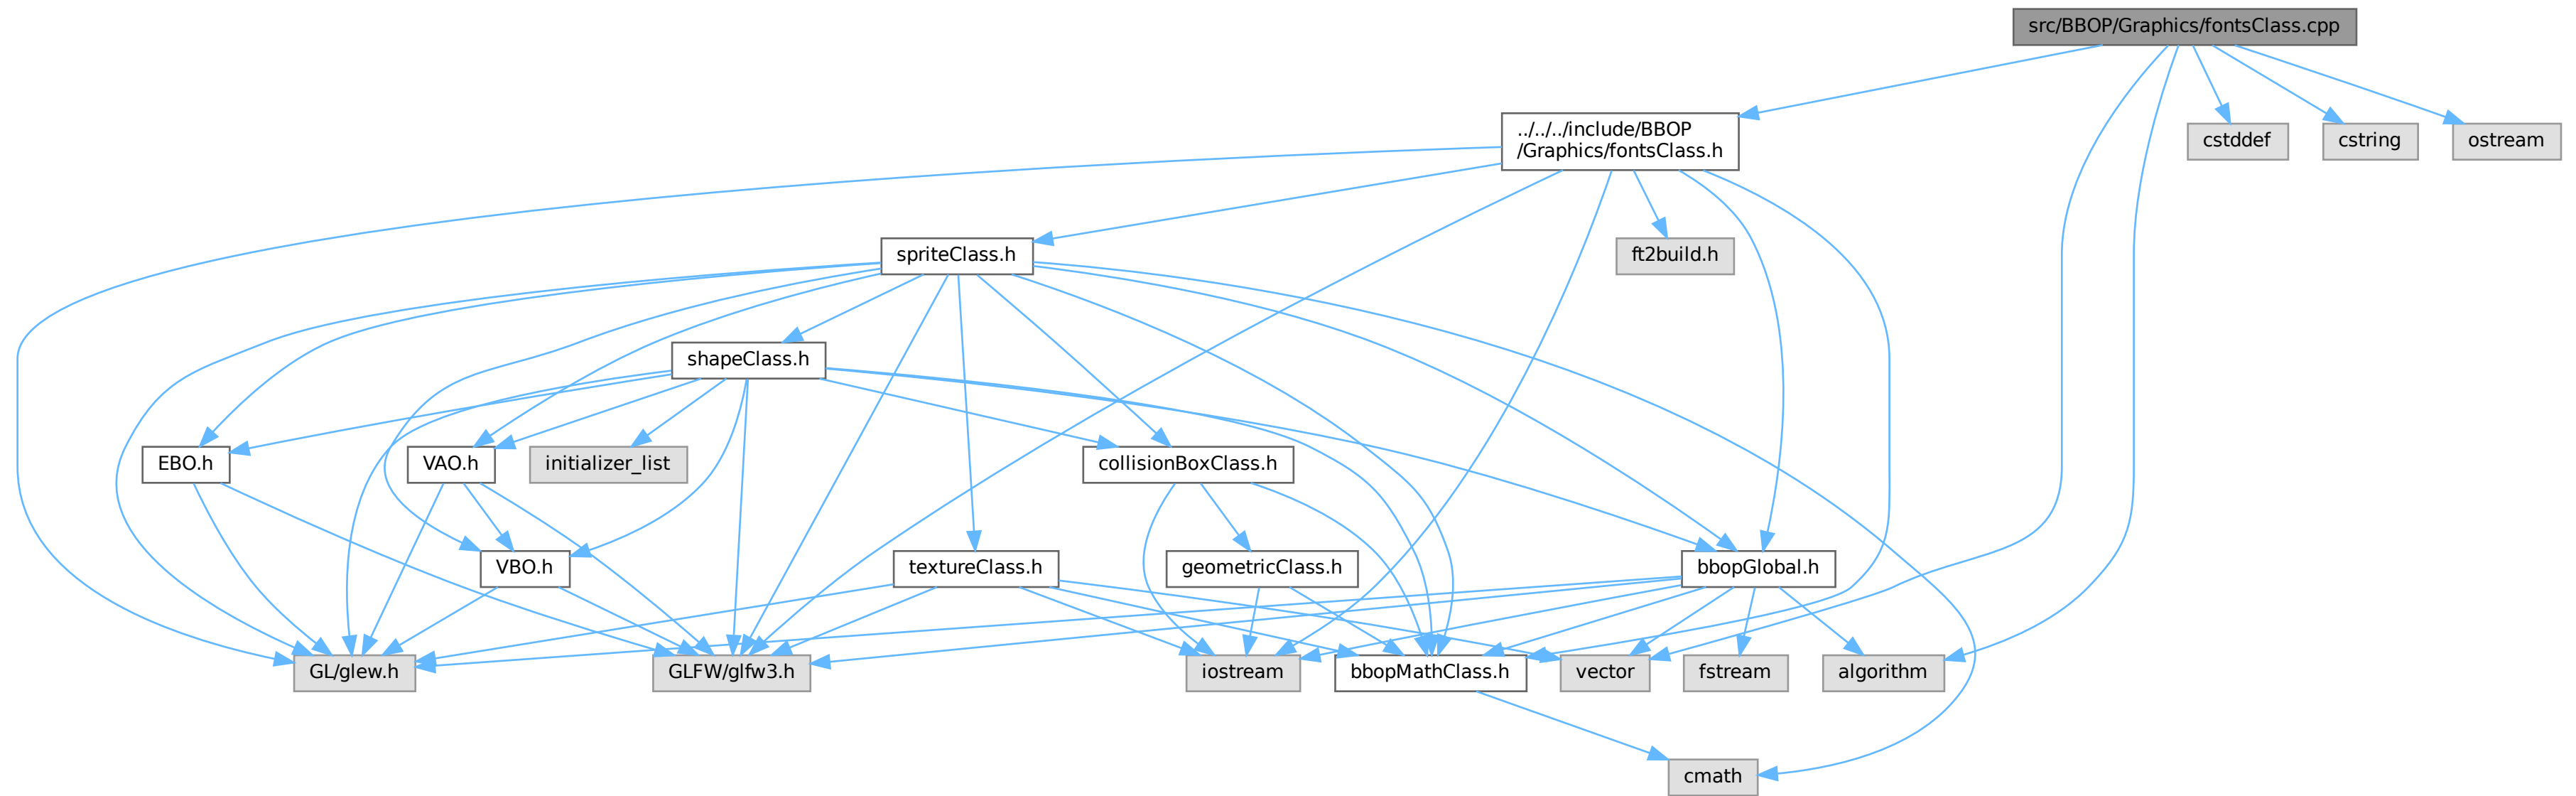 src/BBOP/Graphics/fontsClass.cpp
../../../include/BBOP
/Graphics/fontsClass.h
cstddef
cstring
ostream
spriteClass.h
ft2build.h
shapeClass.h
EBO.h
VAO.h
initializer_list
collisionBoxClass.h
VBO.h
textureClass.h
geometricClass.h
bbopGlobal.h
GL/glew.h
GLFW/glfw3.h
iostream
bbopMathClass.h
vector
fstream
algorithm
cmath